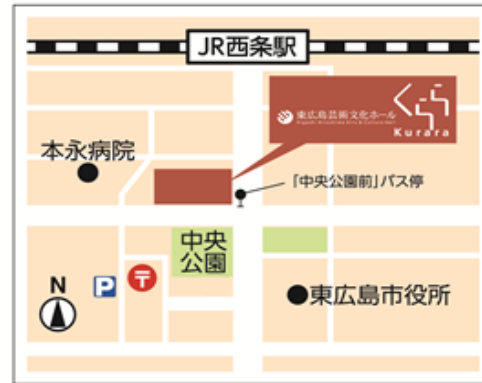 JR西条駅
東広島芸術文化ホール
くらら
Kurara
本永病院
「中央公園前」バス停
中央
公園
N
P
〒
東広島市役所